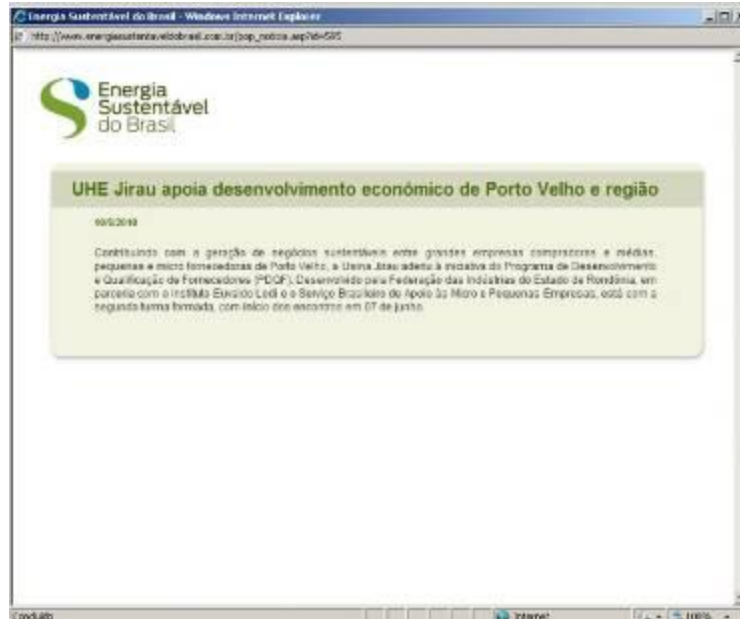 Energia Sustentável do Brasil - Windows Internet Explorer
Energia
Sustentável
do Brasil
UHE Jirau apoia desenvolvimento econômico de Porto Velho e região
Contribuindo com a geração de negócios sustentáveis entre grandes empresas compradoras e médias,
pequenas e micro fornecedoras de Porto Velho, a Usina Jirau aderiu à iniciativa do Programa de Desenvolvimento
e Qualificação de Fornecedores (PDQF). Desenvolvido pela Federação das Indústrias do Estado de Rondônia, em
parceria com o Instituto Euvaldo Lodi e o Serviço Brasileiro de Apoio às Micro e Pequenas Empresas, está com a
segunda turma formada, com início dos encontros em 07 de junho.
Concluído
Internet
100%